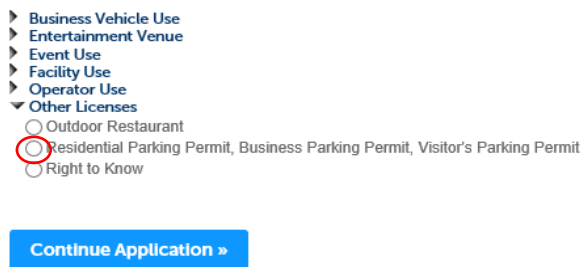 Business Vehicle Use
Entertainment Venue
Event Use
Facility Use
Operator Use
Other Licenses
Outdoor Restaurant
Residential Parking Permit, Business Parking Permit, Visitor's Parking Permit
Right to Know
Continue Application »